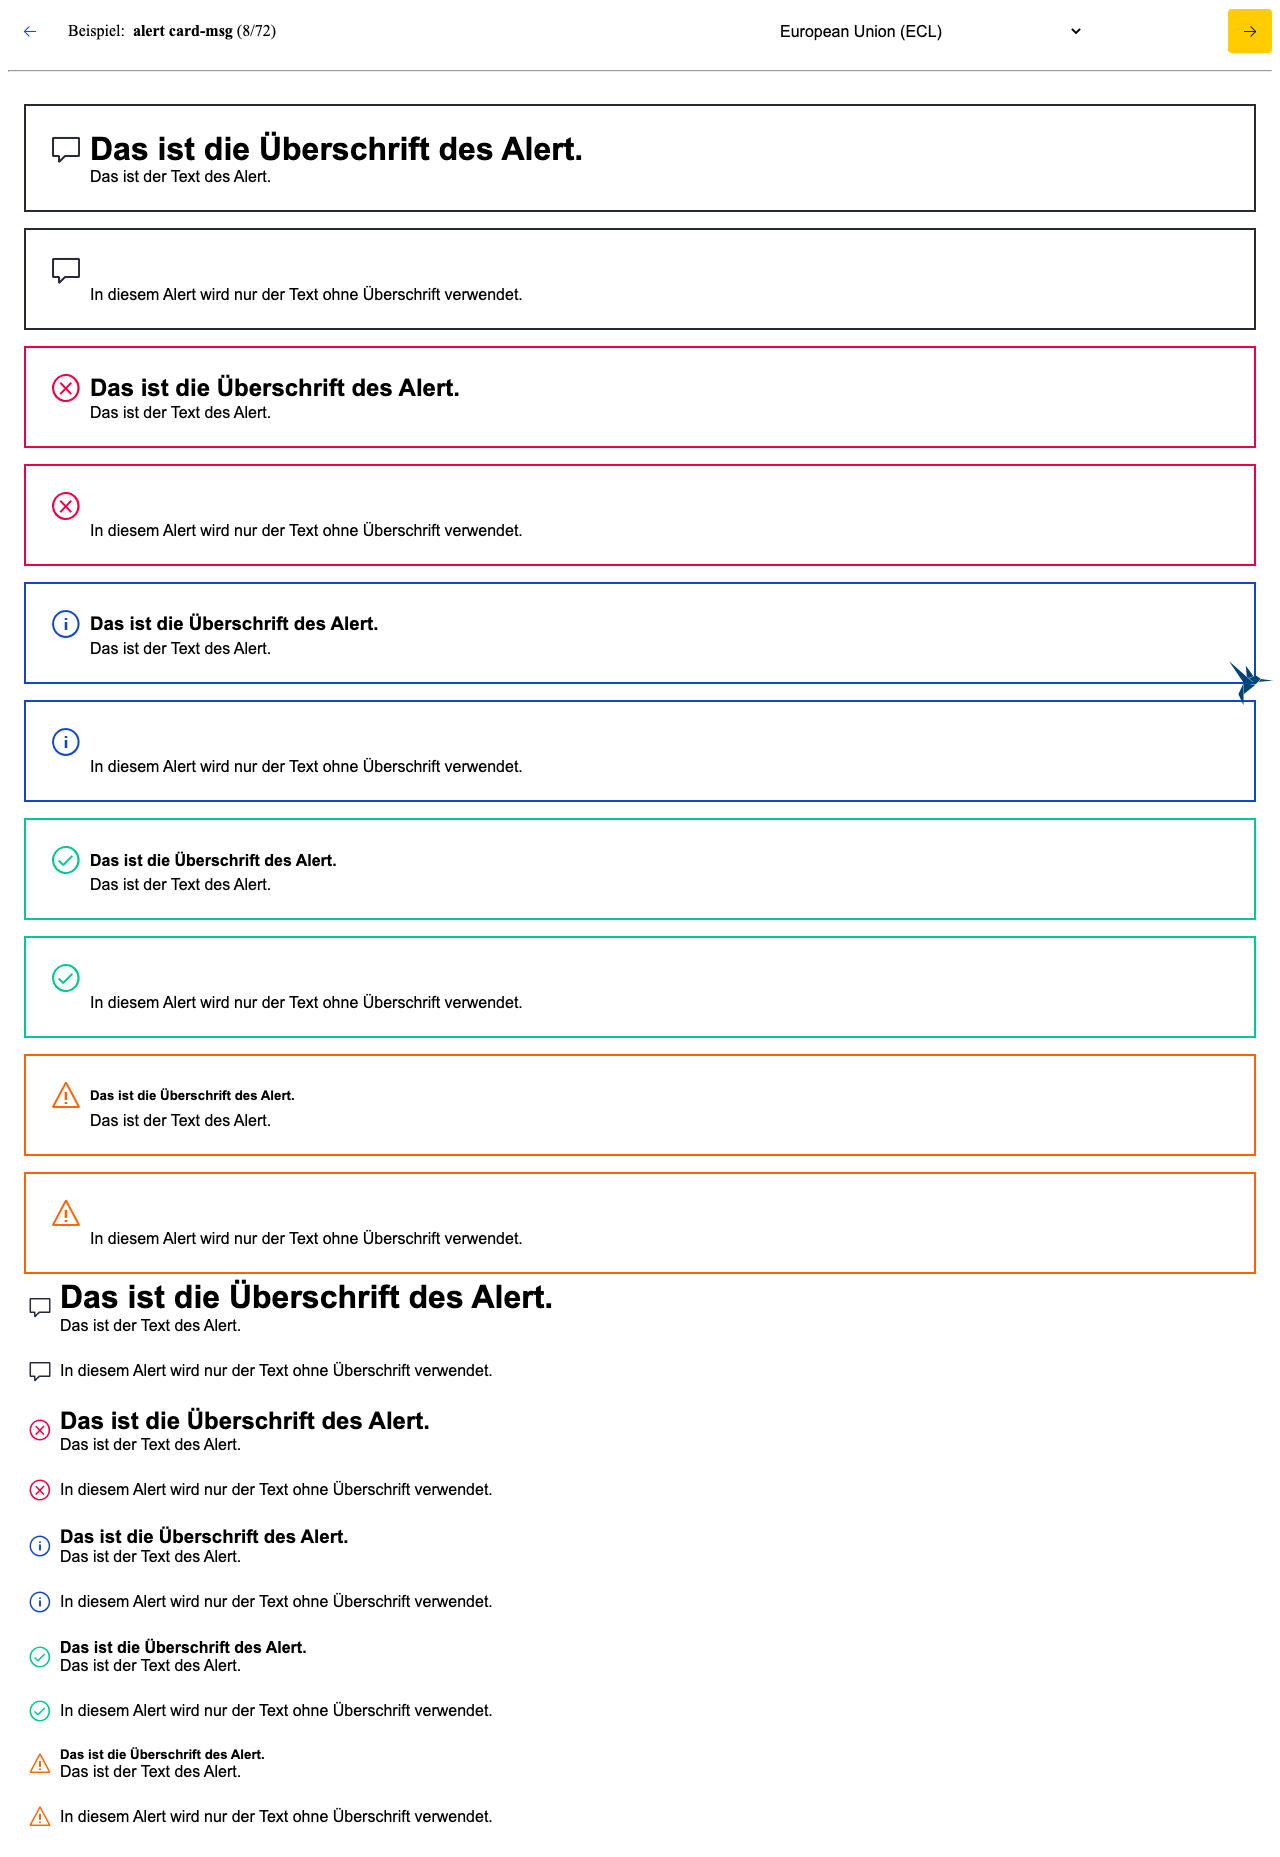 Beispiel: alert card-msg (8/72)
European Union (ECL)
Das ist die Überschrift des Alert.
Das ist der Text des Alert.
In diesem Alert wird nur der Text ohne Überschrift verwendet.
Das ist die Überschrift des Alert.
Das ist der Text des Alert.
In diesem Alert wird nur der Text ohne Überschrift verwendet.
Das ist die Überschrift des Alert.
Das ist der Text des Alert.
In diesem Alert wird nur der Text ohne Überschrift verwendet.
Das ist die Überschrift des Alert.
Das ist der Text des Alert.
In diesem Alert wird nur der Text ohne Überschrift verwendet.
Das ist die Überschrift des Alert.
Das ist der Text des Alert.
In diesem Alert wird nur der Text ohne Überschrift verwendet.
Das ist die Überschrift des Alert.
Das ist der Text des Alert.
In diesem Alert wird nur der Text ohne Überschrift verwendet.
Das ist die Überschrift des Alert.
Das ist der Text des Alert.
In diesem Alert wird nur der Text ohne Überschrift verwendet.
Das ist die Überschrift des Alert.
Das ist der Text des Alert.
In diesem Alert wird nur der Text ohne Überschrift verwendet.
Das ist die Überschrift des Alert.
Das ist der Text des Alert.
In diesem Alert wird nur der Text ohne Überschrift verwendet.
Das ist die Überschrift des Alert.
Das ist der Text des Alert.
In diesem Alert wird nur der Text ohne Überschrift verwendet.